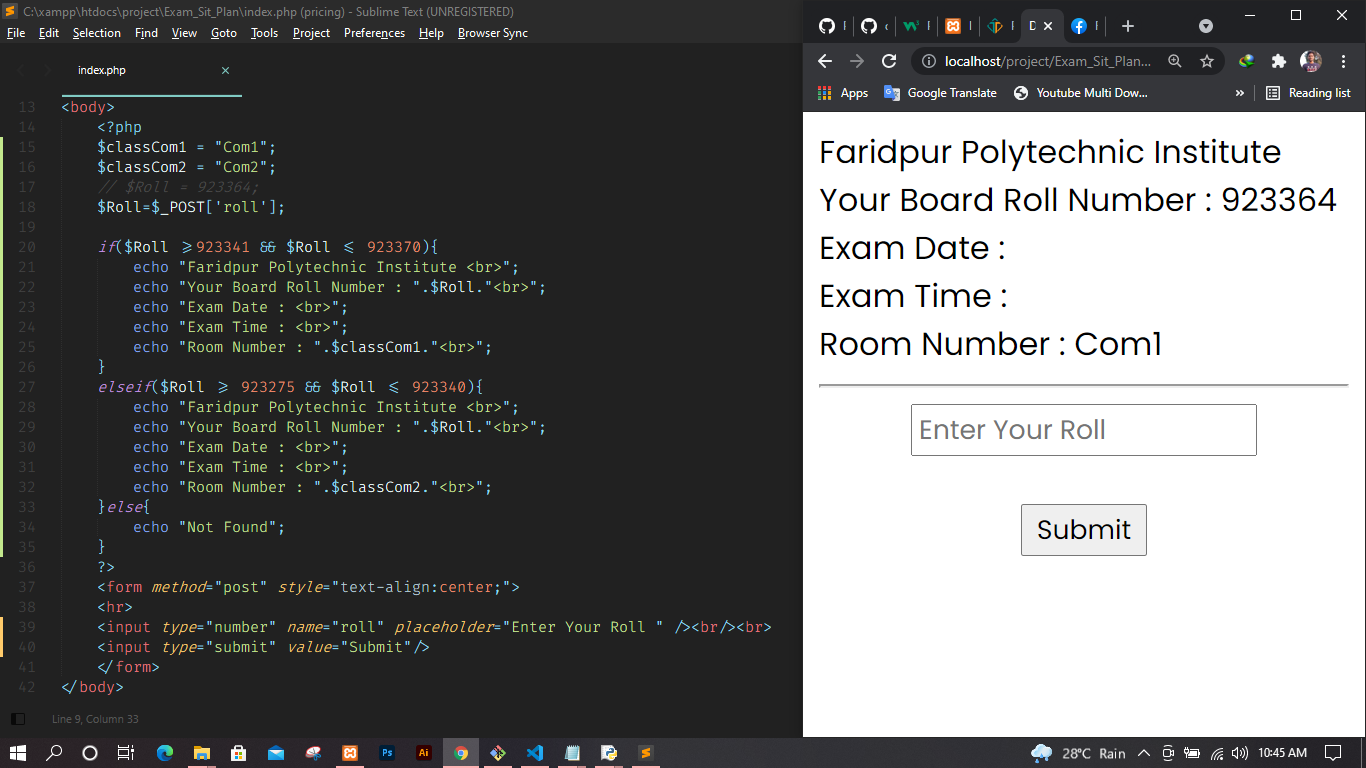 C:\xampp\htdocs\project\Exam_Sit_Plan\index.php (pricing) - Sublime Text (UNREGISTERED)
File Edit Selection Find View Goto Tools Project Preferences Help Browser Sync
index.php
13 <body>
14 <?php
15 $classCom1 = "Com1";
16 $classCom2 = "Com2";
17 // $Roll = 923364;
18 $Roll=$_POST['roll'];
19
20 if($Roll >=923341 && $Roll <= 923370){
21 echo "Faridpur Polytechnic Institute <br>";
22 echo "Your Board Roll Number : ".$Roll."<br>";
23 echo "Exam Date : <br>";
24 echo "Exam Time : <br>";
25 echo "Room Number : ".$classCom1."<br>";
26 }
27 elseif($Roll >= 923275 && $Roll <= 923340){
28 echo "Faridpur Polytechnic Institute <br>";
29 echo "Your Board Roll Number : ".$Roll."<br>";
30 echo "Exam Date : <br>";
31 echo "Exam Time : <br>";
32 echo "Room Number : ".$classCom2."<br>";
33 }else{
34 echo "Not Found";
35 }
36 ?>
37 <form method="post" style="text-align:center;">
38 <hr>
39 <input type="number" name="roll" placeholder="Enter Your Roll " /><br/><br>
40 <input type="submit" value="Submit"/>
41 </form>
42 </body>
Line 9, Column 33
localhost/project/Exam_Sit_Plan...
Apps Google Translate Youtube Multi Dow... » Reading list
Faridpur Polytechnic Institute
Your Board Roll Number : 923364
Exam Date :
Exam Time :
Room Number : Com1
Enter Your Roll
Submit
Ps Ai
28°C Rain 10:45 AM